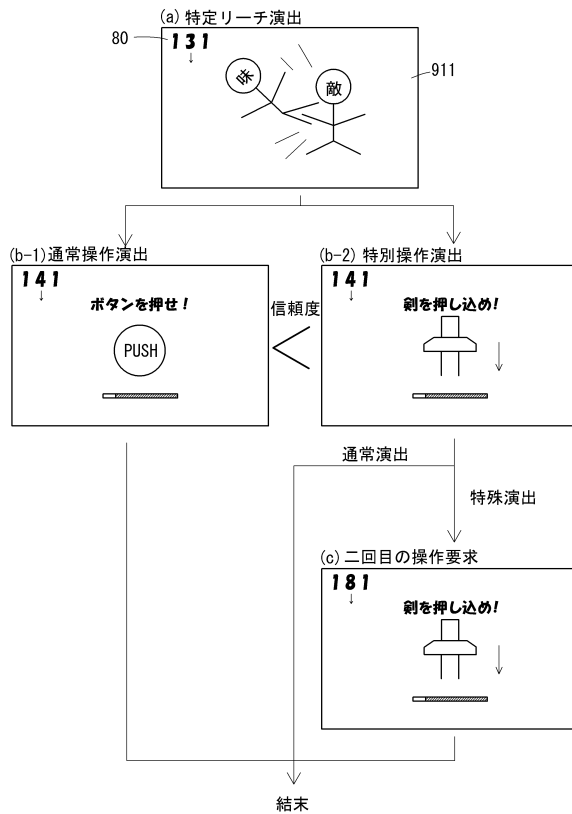 (a) 特定リーチ演出
80
131
↓
味
敵
911
(b-1)通常操作演出
141
↓
ボタンを押せ!
PUSH
信頼度
<
(b-2) 特別操作演出
141
↓
剣を押し込め!
↓
通常演出
特殊演出
(c) 二回目の操作要求
181
↓
剣を押し込め!
↓
結末